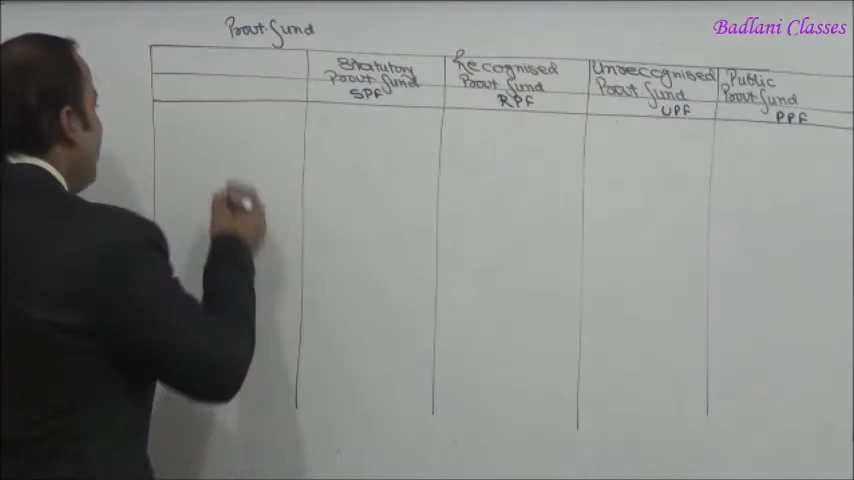 Badlani Classes
Provt. Fund
Statutory
Provt Fund
SPF
Recognised
Provt Fund
RPF
Unrecognised
Provt Fund
UPF
Public
Provt Fund
PPF